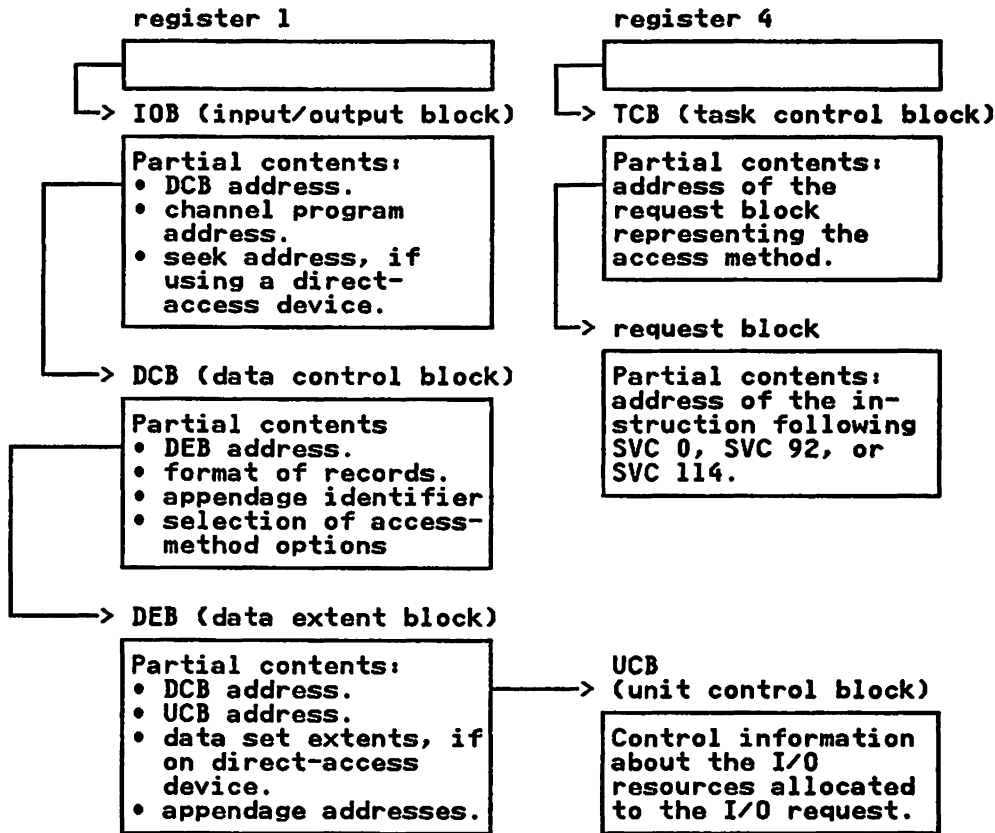 register 1
IOB (input/output block)
Partial contents:
• DCB address.
• channel program
address.
• seek address, if
using a direct-
access device.
DCB (data control block)
Partial contents
• DEB address.
• format of records.
• appendage identifier
• selection of access-
method options
DEB (data extent block)
Partial contents:
• DCB address.
• UCB address.
• data set extents, if
on direct-access
device.
• appendage addresses.
register 4
TCB (task control block)
Partial contents:
address of the
request block
representing the
access method.
request block
Partial contents:
address of the in-
struction following
SVC 0, SVC 92, or
SVC 114.
UCB
(unit control block)
Control information
about the I/O
resources allocated
to the I/O request.